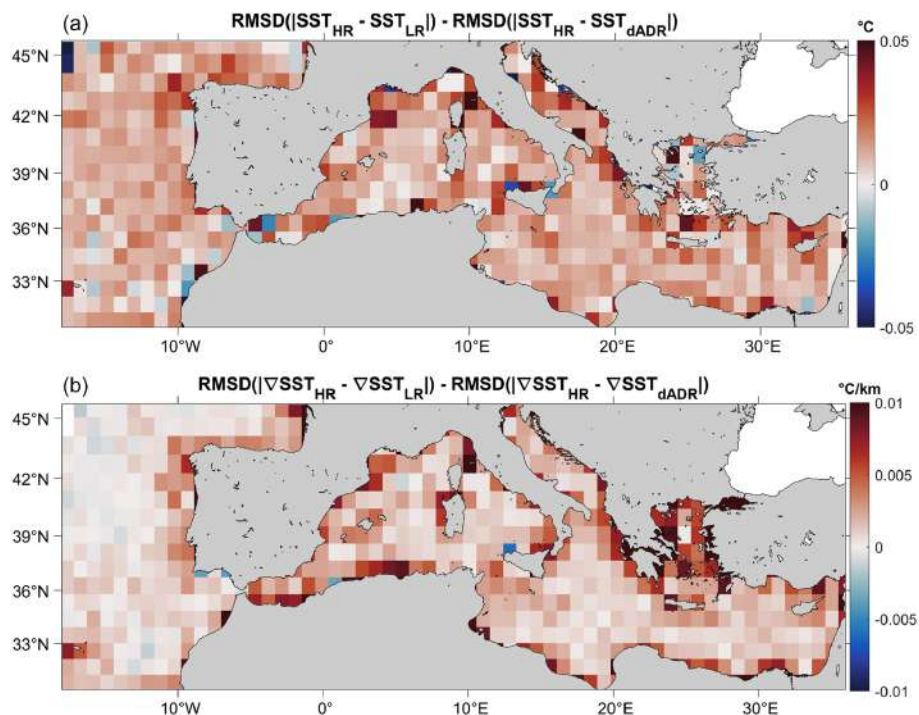 (a) RMSD(|SST_HR - SST_LR|) - RMSD(|SST_HR - SST_dADR|)
°C
45°N
42°N
39°N
36°N
33°N
0.05
0
-0.05
10°W 0° 10°E 20°E 30°E
(b) RMSD(|∇SST_HR - ∇SST_LR|) - RMSD(|∇SST_HR - ∇SST_dADR|)
°C/km
45°N
42°N
39°N
36°N
33°N
0.01
0.005
0
-0.005
-0.01
10°W 0° 10°E 20°E 30°E